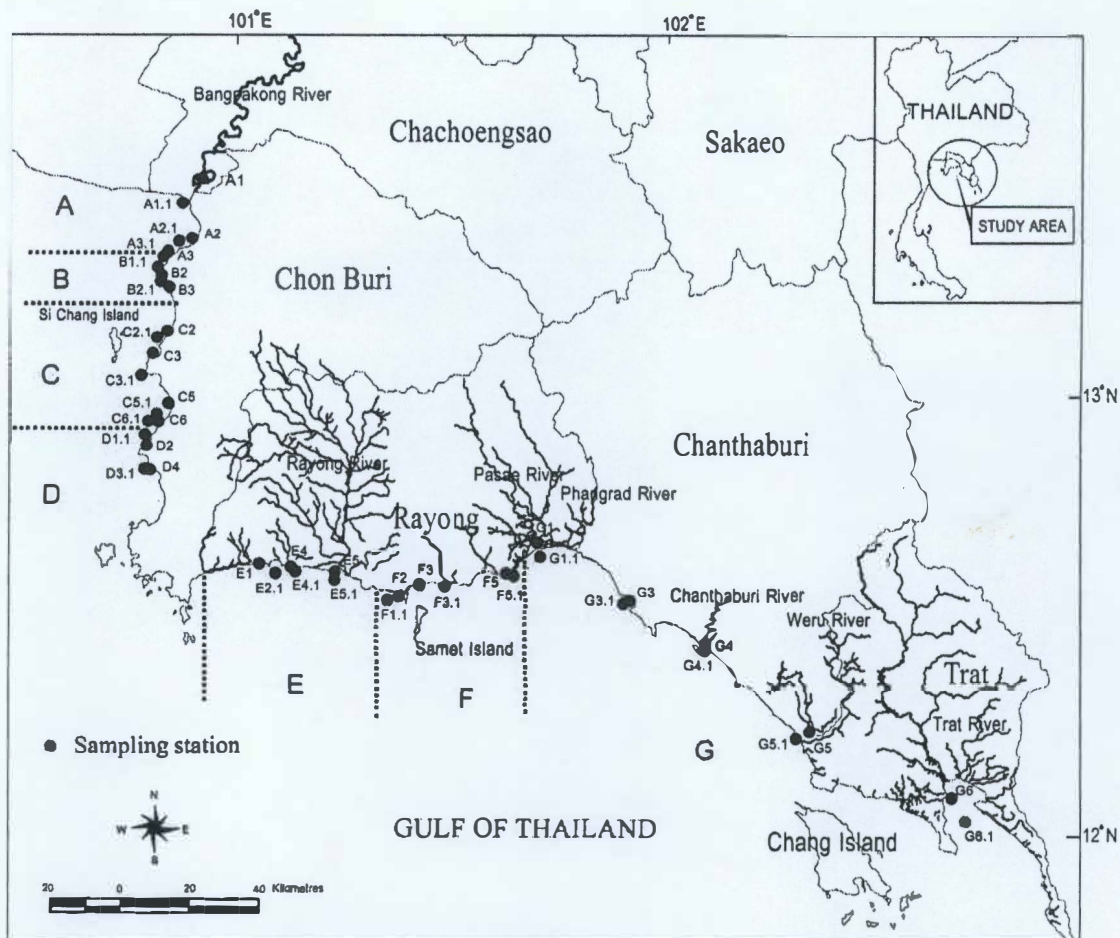 101°E
102°E
Bangpakong River
Chachoengsao
Sakaeo
THAILAND
STUDY AREA
A1
A
A1.1
A2.1
A2
A3.1
A3
B1.1
B
B2
B2.1
B3
Chon Buri
Si Chang Island
C2
C2.1
C3
C
C3.1
C5
C5.1
C6.1
C6
13°N
D1.1
D2
D3.1
D4
D
Chanthaburi
Rayong River
Pasae River
Phangrad River
Rayong
G1
G1.1
E1
E4
E2.1
E4.1
E5
E5.1
F2
F3
F1.1
F3.1
F5
G3.1
G3
Chanthaburi River
Weru River
G4
G4.1
Samet Island
Trat
E
F
Trat River
G
G5.1
G5
Sampling station
G6
N
W
E
S
GULF OF THAILAND
Chang Island
12°N
20
0
20
40
Kilometres